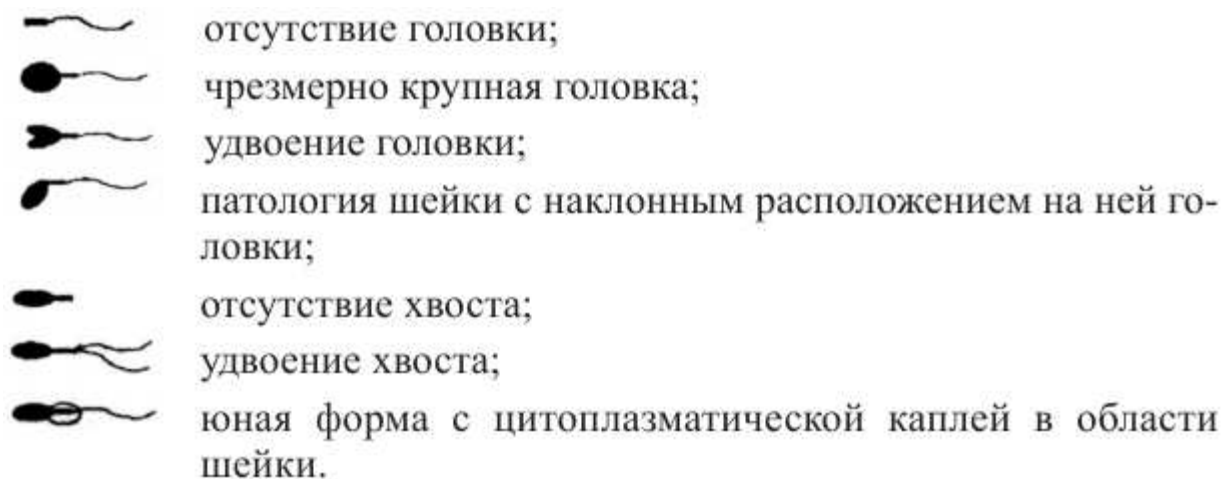 отсутствие головки;
чрезмерно крупная головка;
удвоение головки;
патология шейки с наклонным расположением на ней го-
ловки;
отсутствие хвоста;
удвоение хвоста;
юная форма с цитоплазматической каплей в области
шейки.